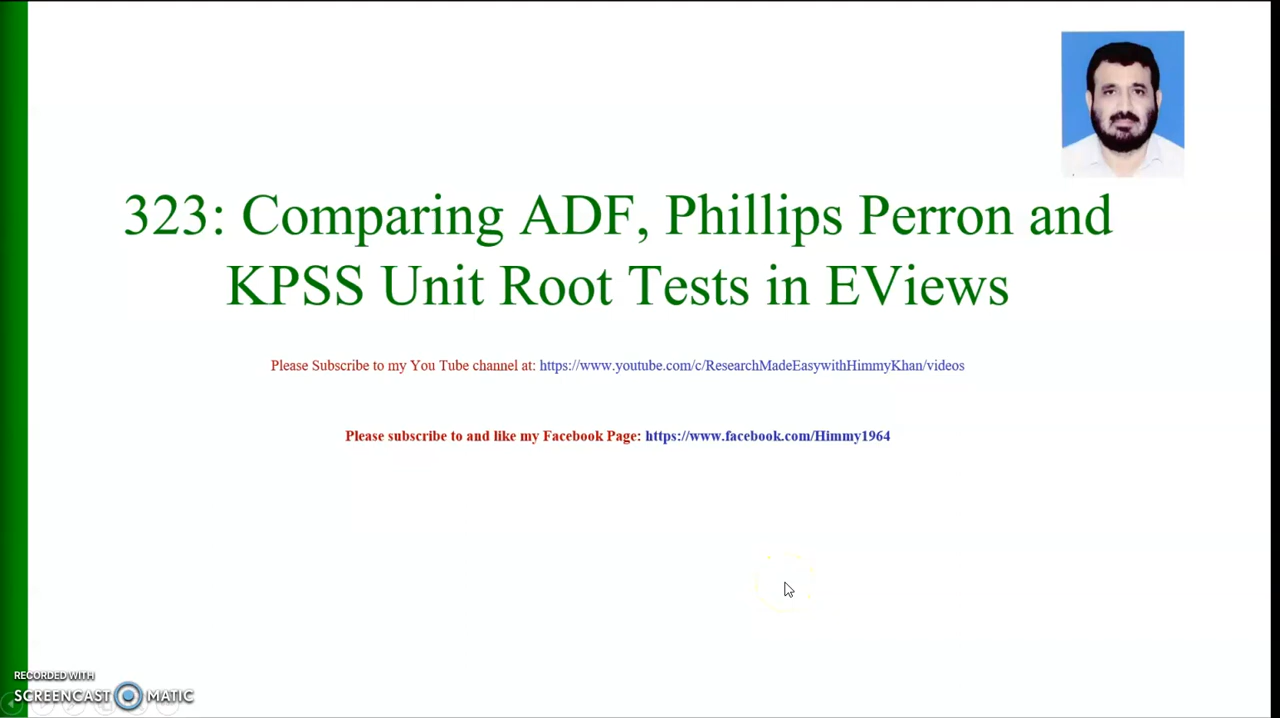 323: Comparing ADF, Phillips Perron and
KPSS Unit Root Tests in EViews
Please Subscribe to my You Tube channel at: https://www.youtube.com/c/ResearchMadeEasywithHimmyKhan/videos
Please subscribe to and like my Facebook Page: https://www.facebook.com/Himmy1964
RECORDED WITH
SCREENCAST MATIC